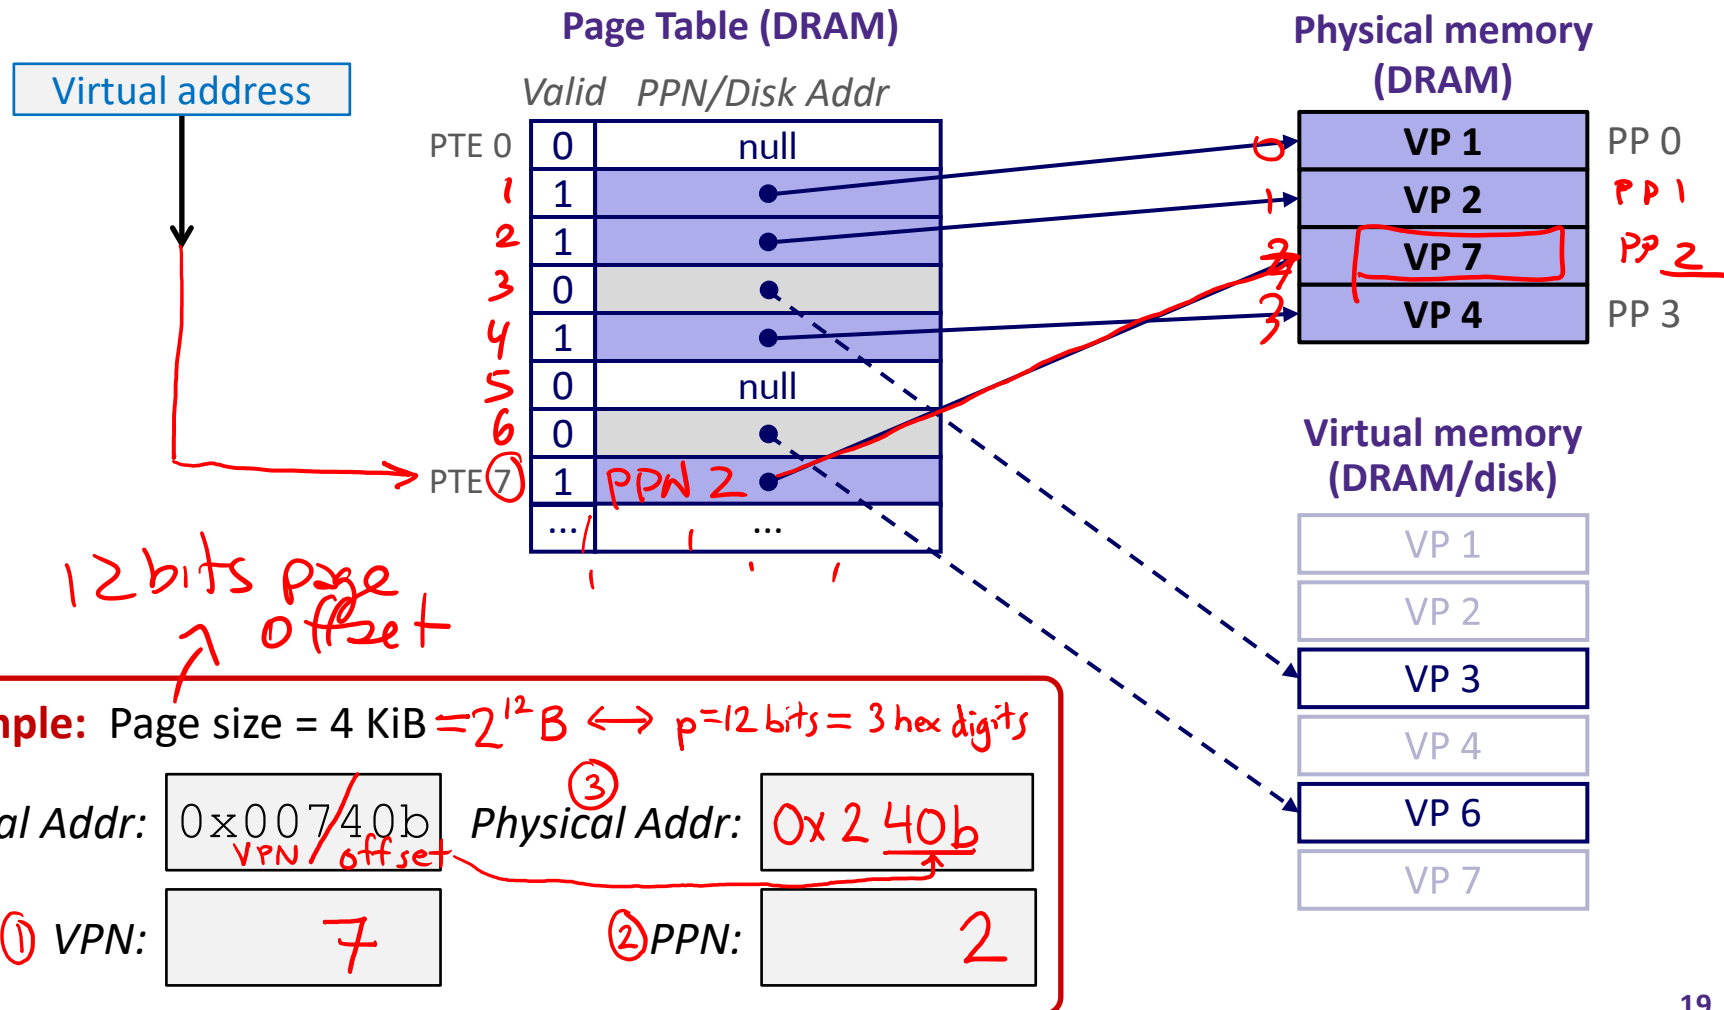 Page Table (DRAM)
Physical memory
(DRAM)
Virtual address
Valid PPN/Disk Addr
PTE 0 0 null
1 1
2 1
3 0
4 1
5 0 null
6 0
PTE 7 1 PPN 2
... ...
0 VP 1 PP 0
1 VP 2 PP 1
2 VP 7 PP 2
3 VP 4 PP 3
Virtual memory
(DRAM/disk)
VP 1
VP 2
VP 3
VP 4
VP 6
VP 7
12 bits page
offset
mple: Page size = 4 KiB =2^12 B ↔ p=12 bits = 3 hex digits
al Addr: 0x00740b
VPN / offset
③ Physical Addr: 0x240b
① VPN: 7
② PPN: 2
19